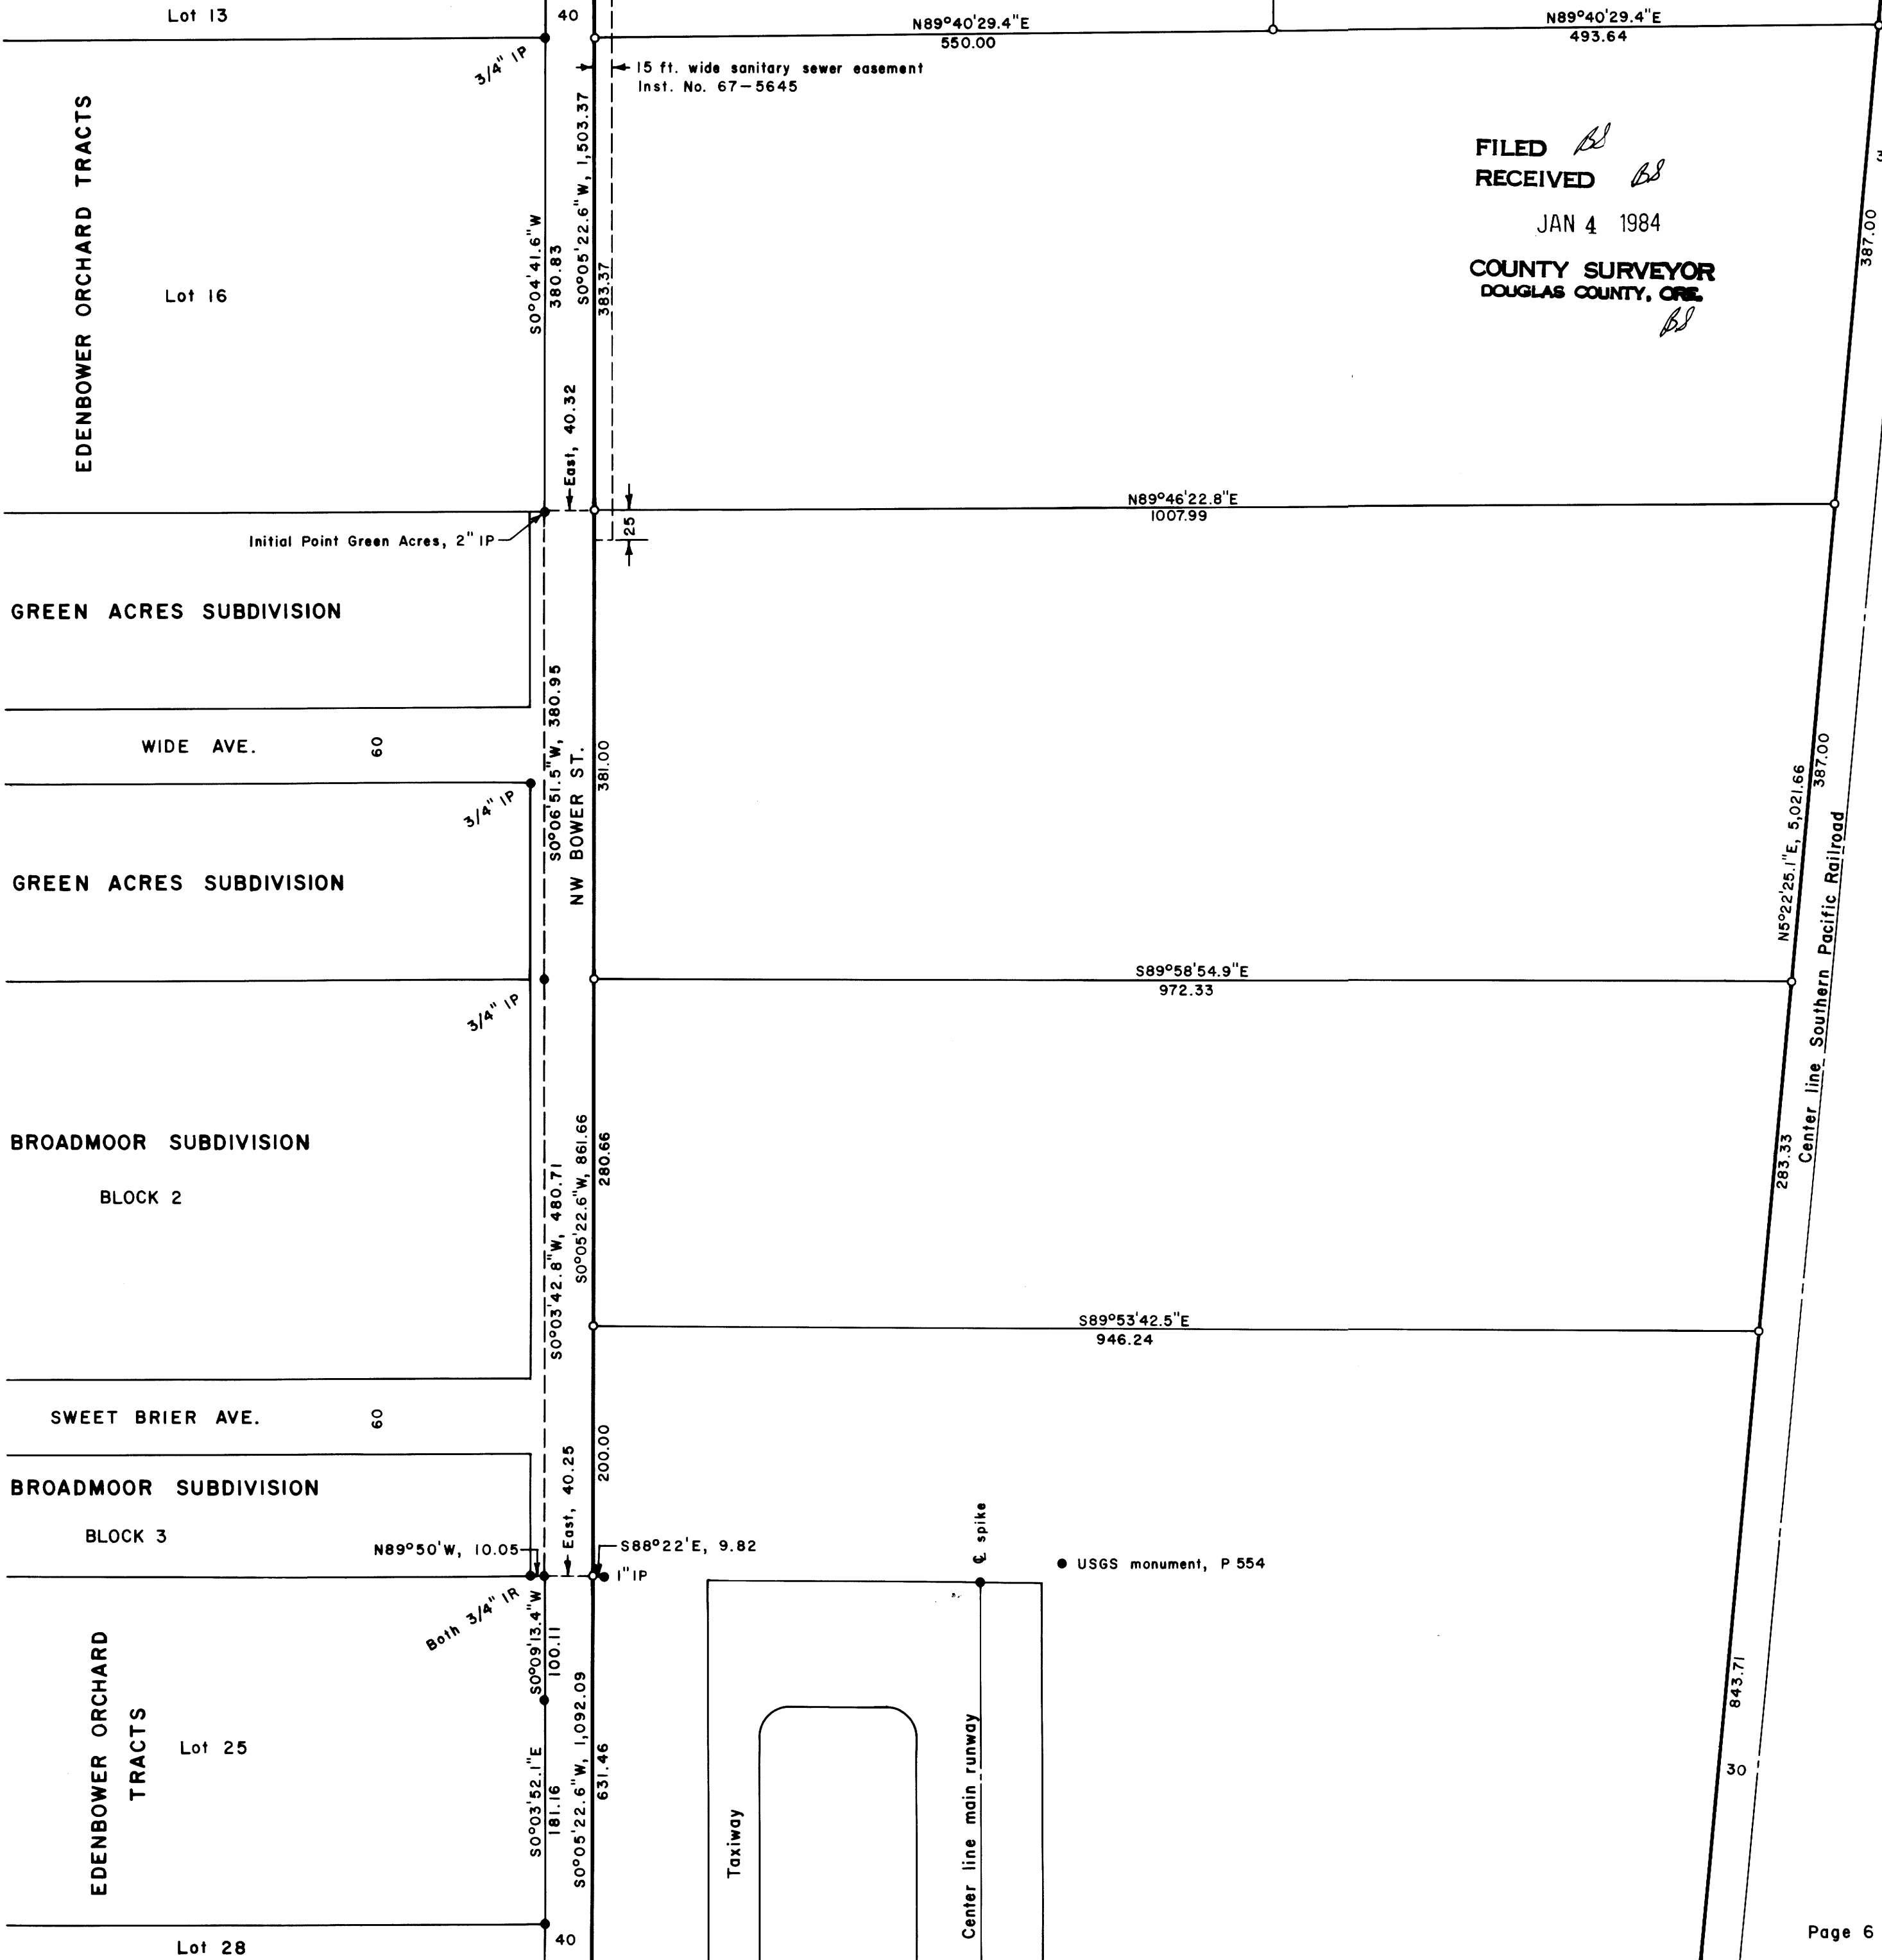 Lot 13
40
N89°40'29.4"E
550.00
N89°40'29.4"E
493.64
3/4" IP
15 ft. wide sanitary sewer easement
Inst. No. 67-5645
EDENBOWER ORCHARD TRACTS
Lot 16
S0°04'41.6"W
380.83
S0°05'22.6"W, 1,503.37
383.37
FILED BS
RECEIVED BS
JAN 4 1984
COUNTY SURVEYOR
DOUGLAS COUNTY, ORE.
BS
387.00
East, 40.32
N89°46'22.8"E
1007.99
25
Initial Point Green Acres, 2" IP
GREEN ACRES SUBDIVISION
WIDE AVE.
60
S0°06'51.5"W, 380.95
NW BOWER ST.
381.00
3/4" IP
N5°22'25.1"E, 5,021.66
387.00
Center line Southern Pacific Railroad
GREEN ACRES SUBDIVISION
S89°58'54.9"E
972.33
3/4" IP
BROADMOOR SUBDIVISION
BLOCK 2
S0°03'42.8"W, 480.71
S0°05'22.6"W, 861.66
280.66
283.33
S89°53'42.5"E
946.24
SWEET BRIER AVE.
60
200.00
BROADMOOR SUBDIVISION
BLOCK 3
East, 40.25
N89°50'W, 10.05
S88°22'E, 9.82
1" IP
℄ spike
USGS monument, P 554
Both 3/4" IR
S0°09'13.4"W
100.11
EDENBOWER ORCHARD
TRACTS
Lot 25
S0°03'52.1"E
181.16
S0°05'22.6"W, 1,092.09
631.46
Taxiway
Center line main runway
843.71
30
Lot 28
40
Page 6